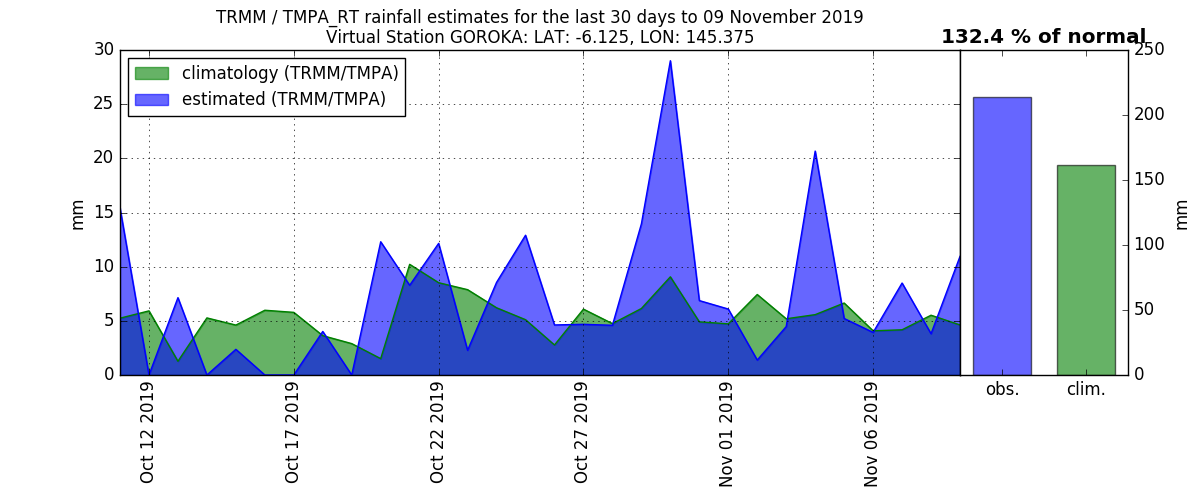 TRMM / TMPA_RT rainfall estimates for the last 30 days to 09 November 2019
Virtual Station GOROKA: LAT: -6.125, LON: 145.375
132.4 % of normal
climatology (TRMM/TMPA)
estimated (TRMM/TMPA)
30
25
20
15
10
5
0
mm
250
200
150
100
50
0
mm
Oct 12 2019
Oct 17 2019
Oct 22 2019
Oct 27 2019
Nov 01 2019
Nov 06 2019
obs.
clim.